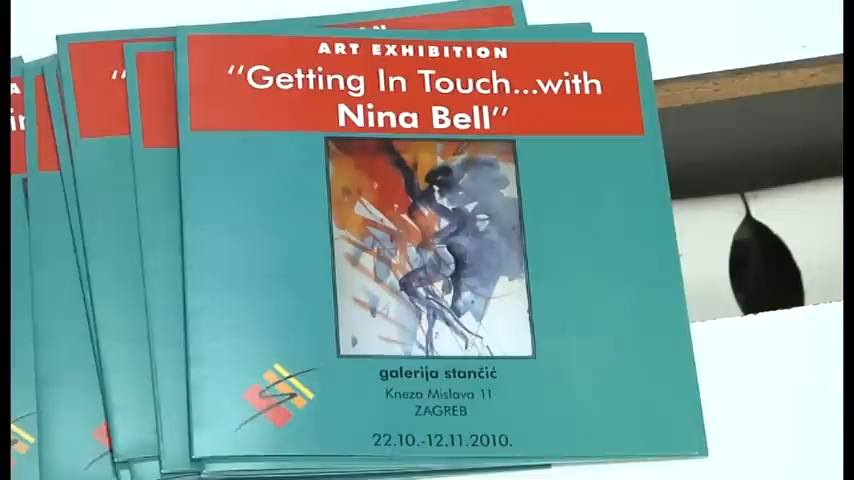 ART EXHIBITION
"Getting In Touch...with
Nina Bell"
galerija stančić
Kneza Mislava 11
ZAGREB
22.10.-12.11.2010.